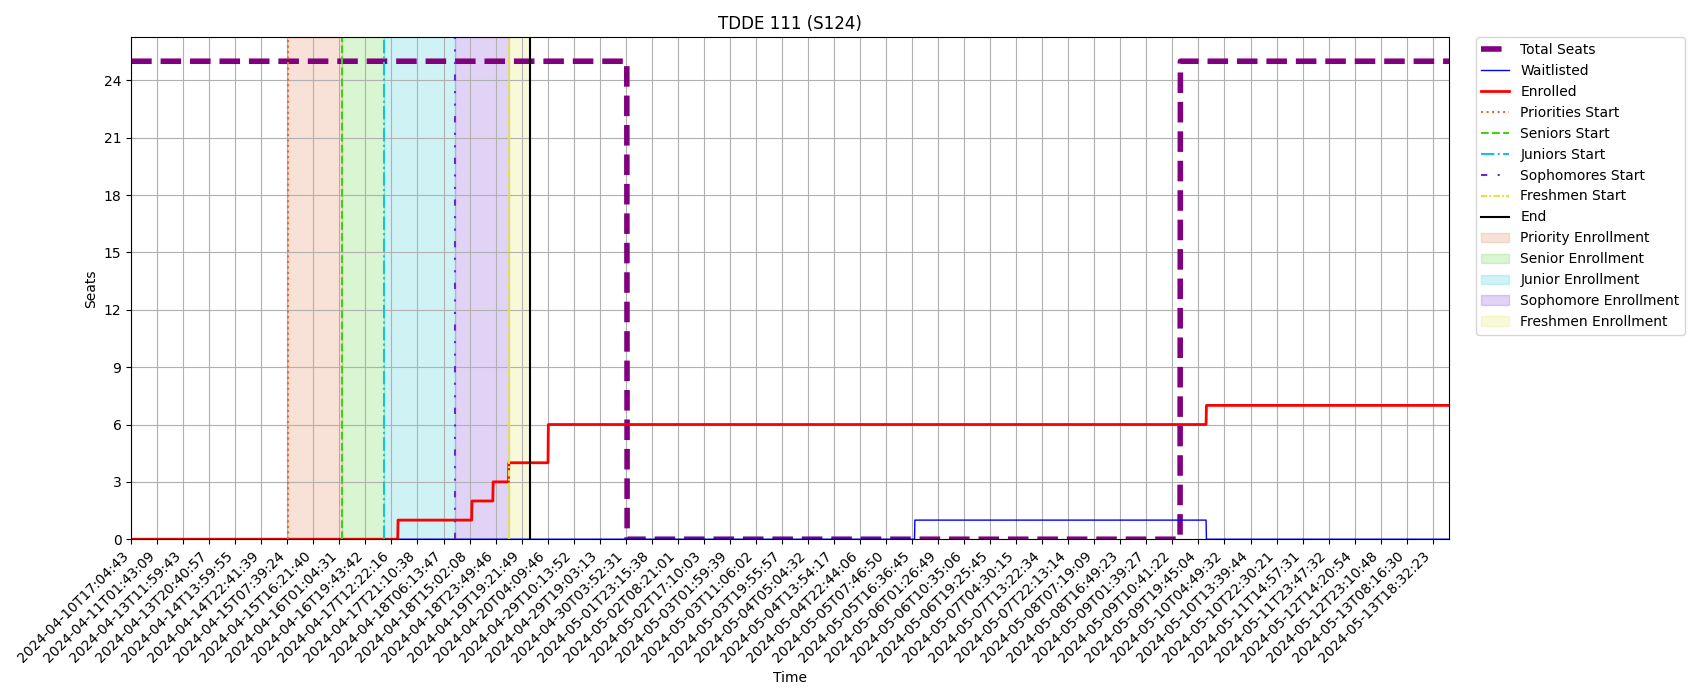 TDDE 111 (S124)
Seats
24
21
18
15
12
9
6
3
0
2024-04-10T17:04:43
2024-04-11T01:43:09
2024-04-13T11:59:43
2024-04-13T20:40:57
2024-04-14T13:59:55
2024-04-14T22:41:39
2024-04-15T07:39:24
2024-04-15T16:21:40
2024-04-16T01:04:31
2024-04-16T19:43:42
2024-04-17T12:22:16
2024-04-17T21:10:38
2024-04-18T06:13:47
2024-04-18T15:02:08
2024-04-18T23:49:46
2024-04-19T19:21:49
2024-04-20T04:09:46
2024-04-29T10:13:52
2024-04-29T19:03:13
2024-04-30T03:52:31
2024-05-01T23:15:38
2024-05-02T08:21:01
2024-05-02T17:10:03
2024-05-03T01:59:39
2024-05-03T11:06:02
2024-05-03T19:55:57
2024-05-04T05:04:32
2024-05-04T13:54:17
2024-05-04T22:44:06
2024-05-05T07:46:50
2024-05-05T16:36:45
2024-05-06T01:26:49
2024-05-06T10:35:06
2024-05-06T19:25:45
2024-05-07T04:30:15
2024-05-07T13:22:34
2024-05-07T22:13:14
2024-05-08T07:19:09
2024-05-08T16:49:23
2024-05-09T01:39:27
2024-05-09T10:41:22
2024-05-09T19:45:04
2024-05-10T04:49:32
2024-05-10T13:39:44
2024-05-10T22:30:21
2024-05-11T14:57:31
2024-05-11T23:47:32
2024-05-12T14:20:54
2024-05-12T23:10:48
2024-05-13T08:16:30
2024-05-13T18:32:23
Time
Total Seats
Waitlisted
Enrolled
Priorities Start
Seniors Start
Juniors Start
Sophomores Start
Freshmen Start
End
Priority Enrollment
Senior Enrollment
Junior Enrollment
Sophomore Enrollment
Freshmen Enrollment